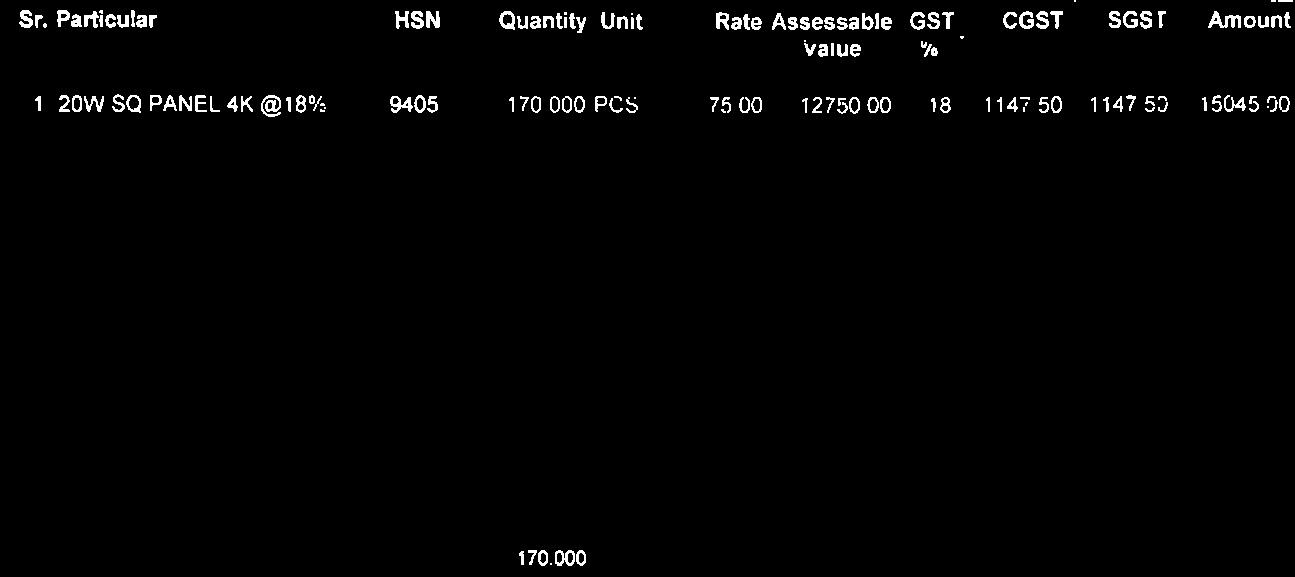 Sr. Particular HSN Quantity Unit Rate Assessable Value GST % CGST SGST Amount
1 20W SQ PANEL 4K @18% 9405 170 000 PCS 75 00 12750 00 18 1147 50 1147 50 15045 00
170.000